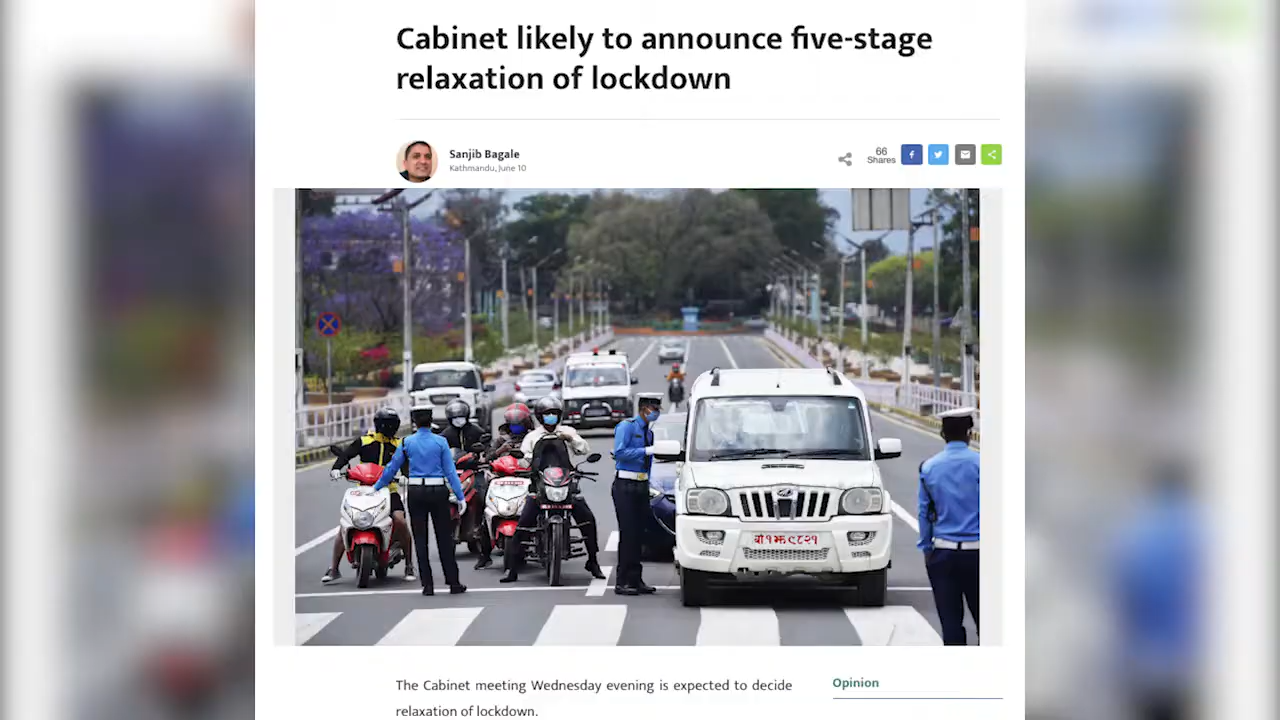 Cabinet likely to announce five-stage
relaxation of lockdown
Sanjib Bagale
Kathmandu, June 10
66
Shares
The Cabinet meeting Wednesday evening is expected to decide
relaxation of lockdown.
Opinion